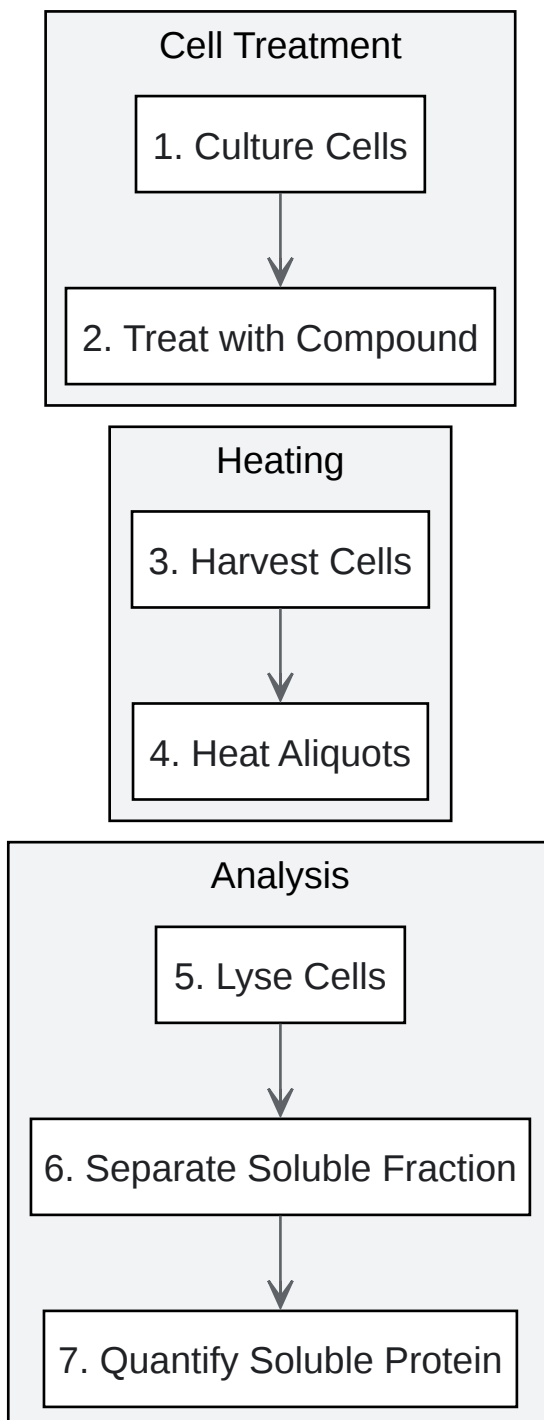 Cell Treatment
1. Culture Cells
2. Treat with Compound
Heating
3. Harvest Cells
4. Heat Aliquots
Analysis
5. Lyse Cells
6. Separate Soluble Fraction
7. Quantify Soluble Protein